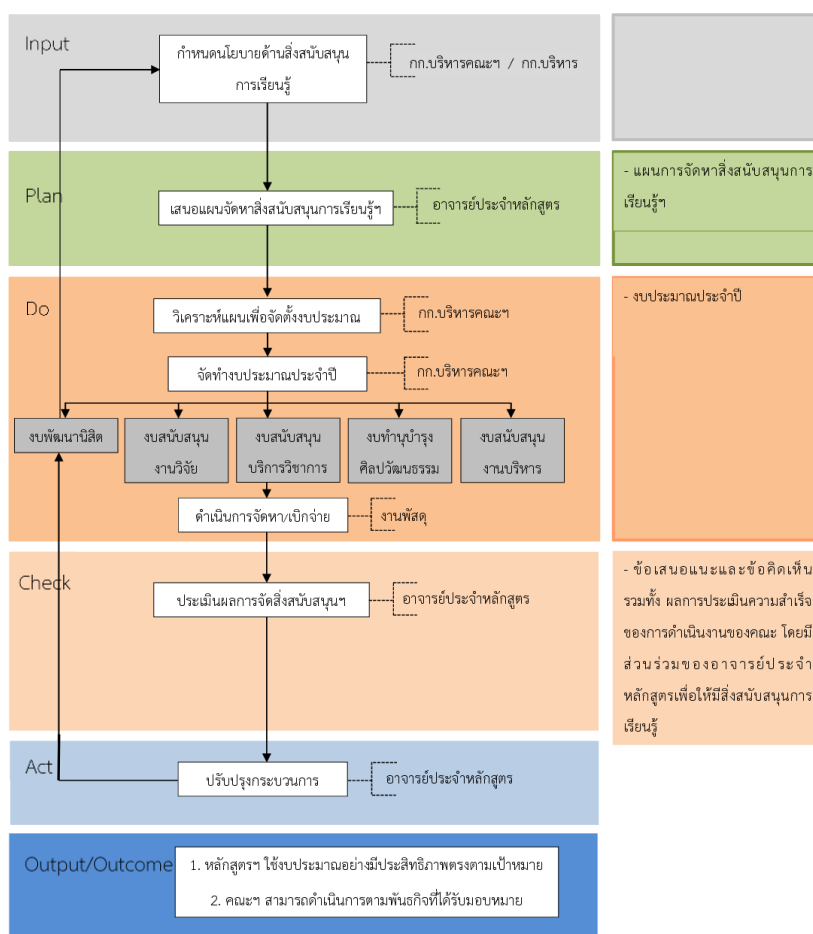 Input
กำหนดนโยบายด้านสิ่งสนับสนุน
การเรียนรู้
กก.บริหารคณะฯ / กก.บริหาร
Plan
เสนอแผนจัดหาสิ่งสนับสนุนการเรียนรู้ฯ
อาจารย์ประจำหลักสูตร
- แผนการจัดหาสิ่งสนับสนุนการ
เรียนรู้ฯ
Do
วิเคราะห์แผนเพื่อจัดตั้งงบประมาณ
กก.บริหารคณะฯ
จัดทำงบประมาณประจำปี
กก.บริหารคณะฯ
- งบประมาณประจำปี
งบพัฒนานิสิต
งบสนับสนุน
งานวิจัย
งบสนับสนุน
บริการวิชาการ
งบทำนุบำรุง
ศิลปวัฒนธรรม
งบสนับสนุน
งานบริหาร
ดำเนินการจัดหา/เบิกจ่าย
งานพัสดุ
Check
ประเมินผลการจัดสิ่งสนับสนุนฯ
อาจารย์ประจำหลักสูตร
- ข้อเสนอแนะและข้อคิดเห็น
รวมทั้ง ผลการประเมินความสำเร็จ
ของการดำเนินงานของคณะ โดยมี
ส่วนร่วมของอาจารย์ประจำ
หลักสูตรเพื่อให้มีสิ่งสนับสนุนการ
เรียนรู้
Act
ปรับปรุงกระบวนการ
อาจารย์ประจำหลักสูตร
Output/Outcome
1. หลักสูตรฯ ใช้งบประมาณอย่างมีประสิทธิภาพตรงตามเป้าหมาย
2. คณะฯ สามารถดำเนินการตามพันธกิจที่ได้รับมอบหมาย